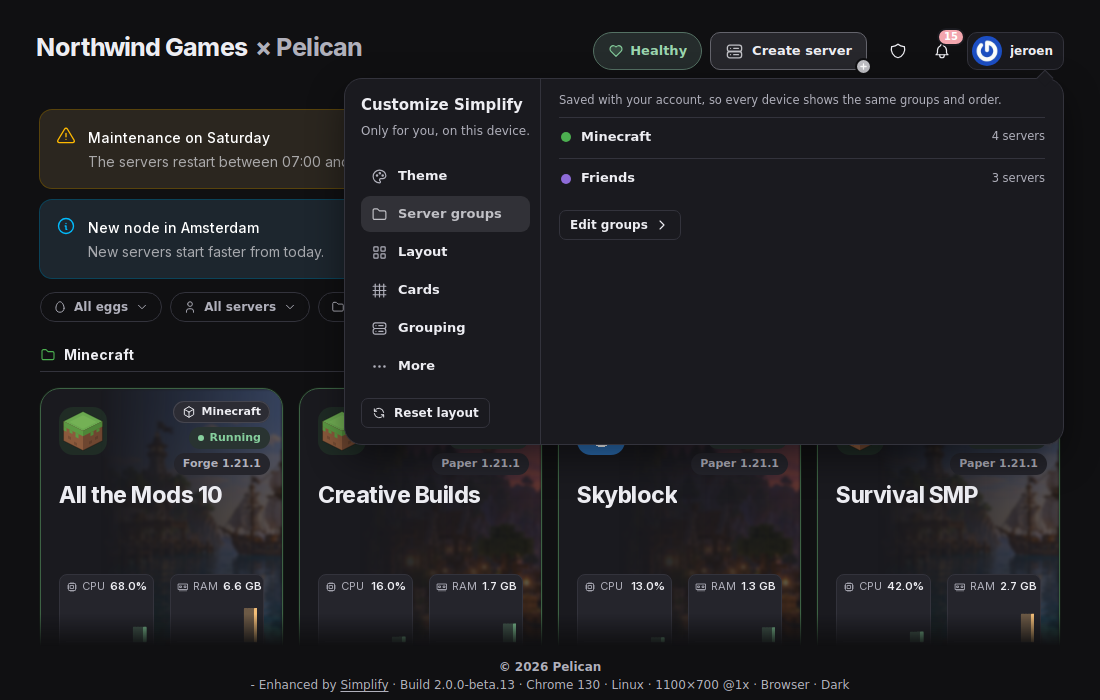 Northwind Games × Pelican
Healthy
Create server
15
jeroen
Customize Simplify
Only for you, on this device.
Theme
Server groups
Layout
Cards
Grouping
More
Reset layout
Saved with your account, so every device shows the same groups and order.
Minecraft 4 servers
Friends 3 servers
Edit groups
Maintenance on Saturday
The servers restart between 07:00
New node in Amsterdam
New servers start faster from today.
All eggs
All servers
Minecraft
Minecraft
Running
Forge 1.21.1
All the Mods 10
CPU 68.0%
RAM 6.6 GB
Paper 1.21.1
Creative Builds
CPU 16.0%
RAM 1.7 GB
Paper 1.21.1
Skyblock
CPU 13.0%
RAM 1.3 GB
Paper 1.21.1
Survival SMP
CPU 42.0%
RAM 2.7 GB
© 2026 Pelican
- Enhanced by Simplify · Build 2.0.0-beta.13 · Chrome 130 · Linux · 1100×700 @1x · Browser · Dark